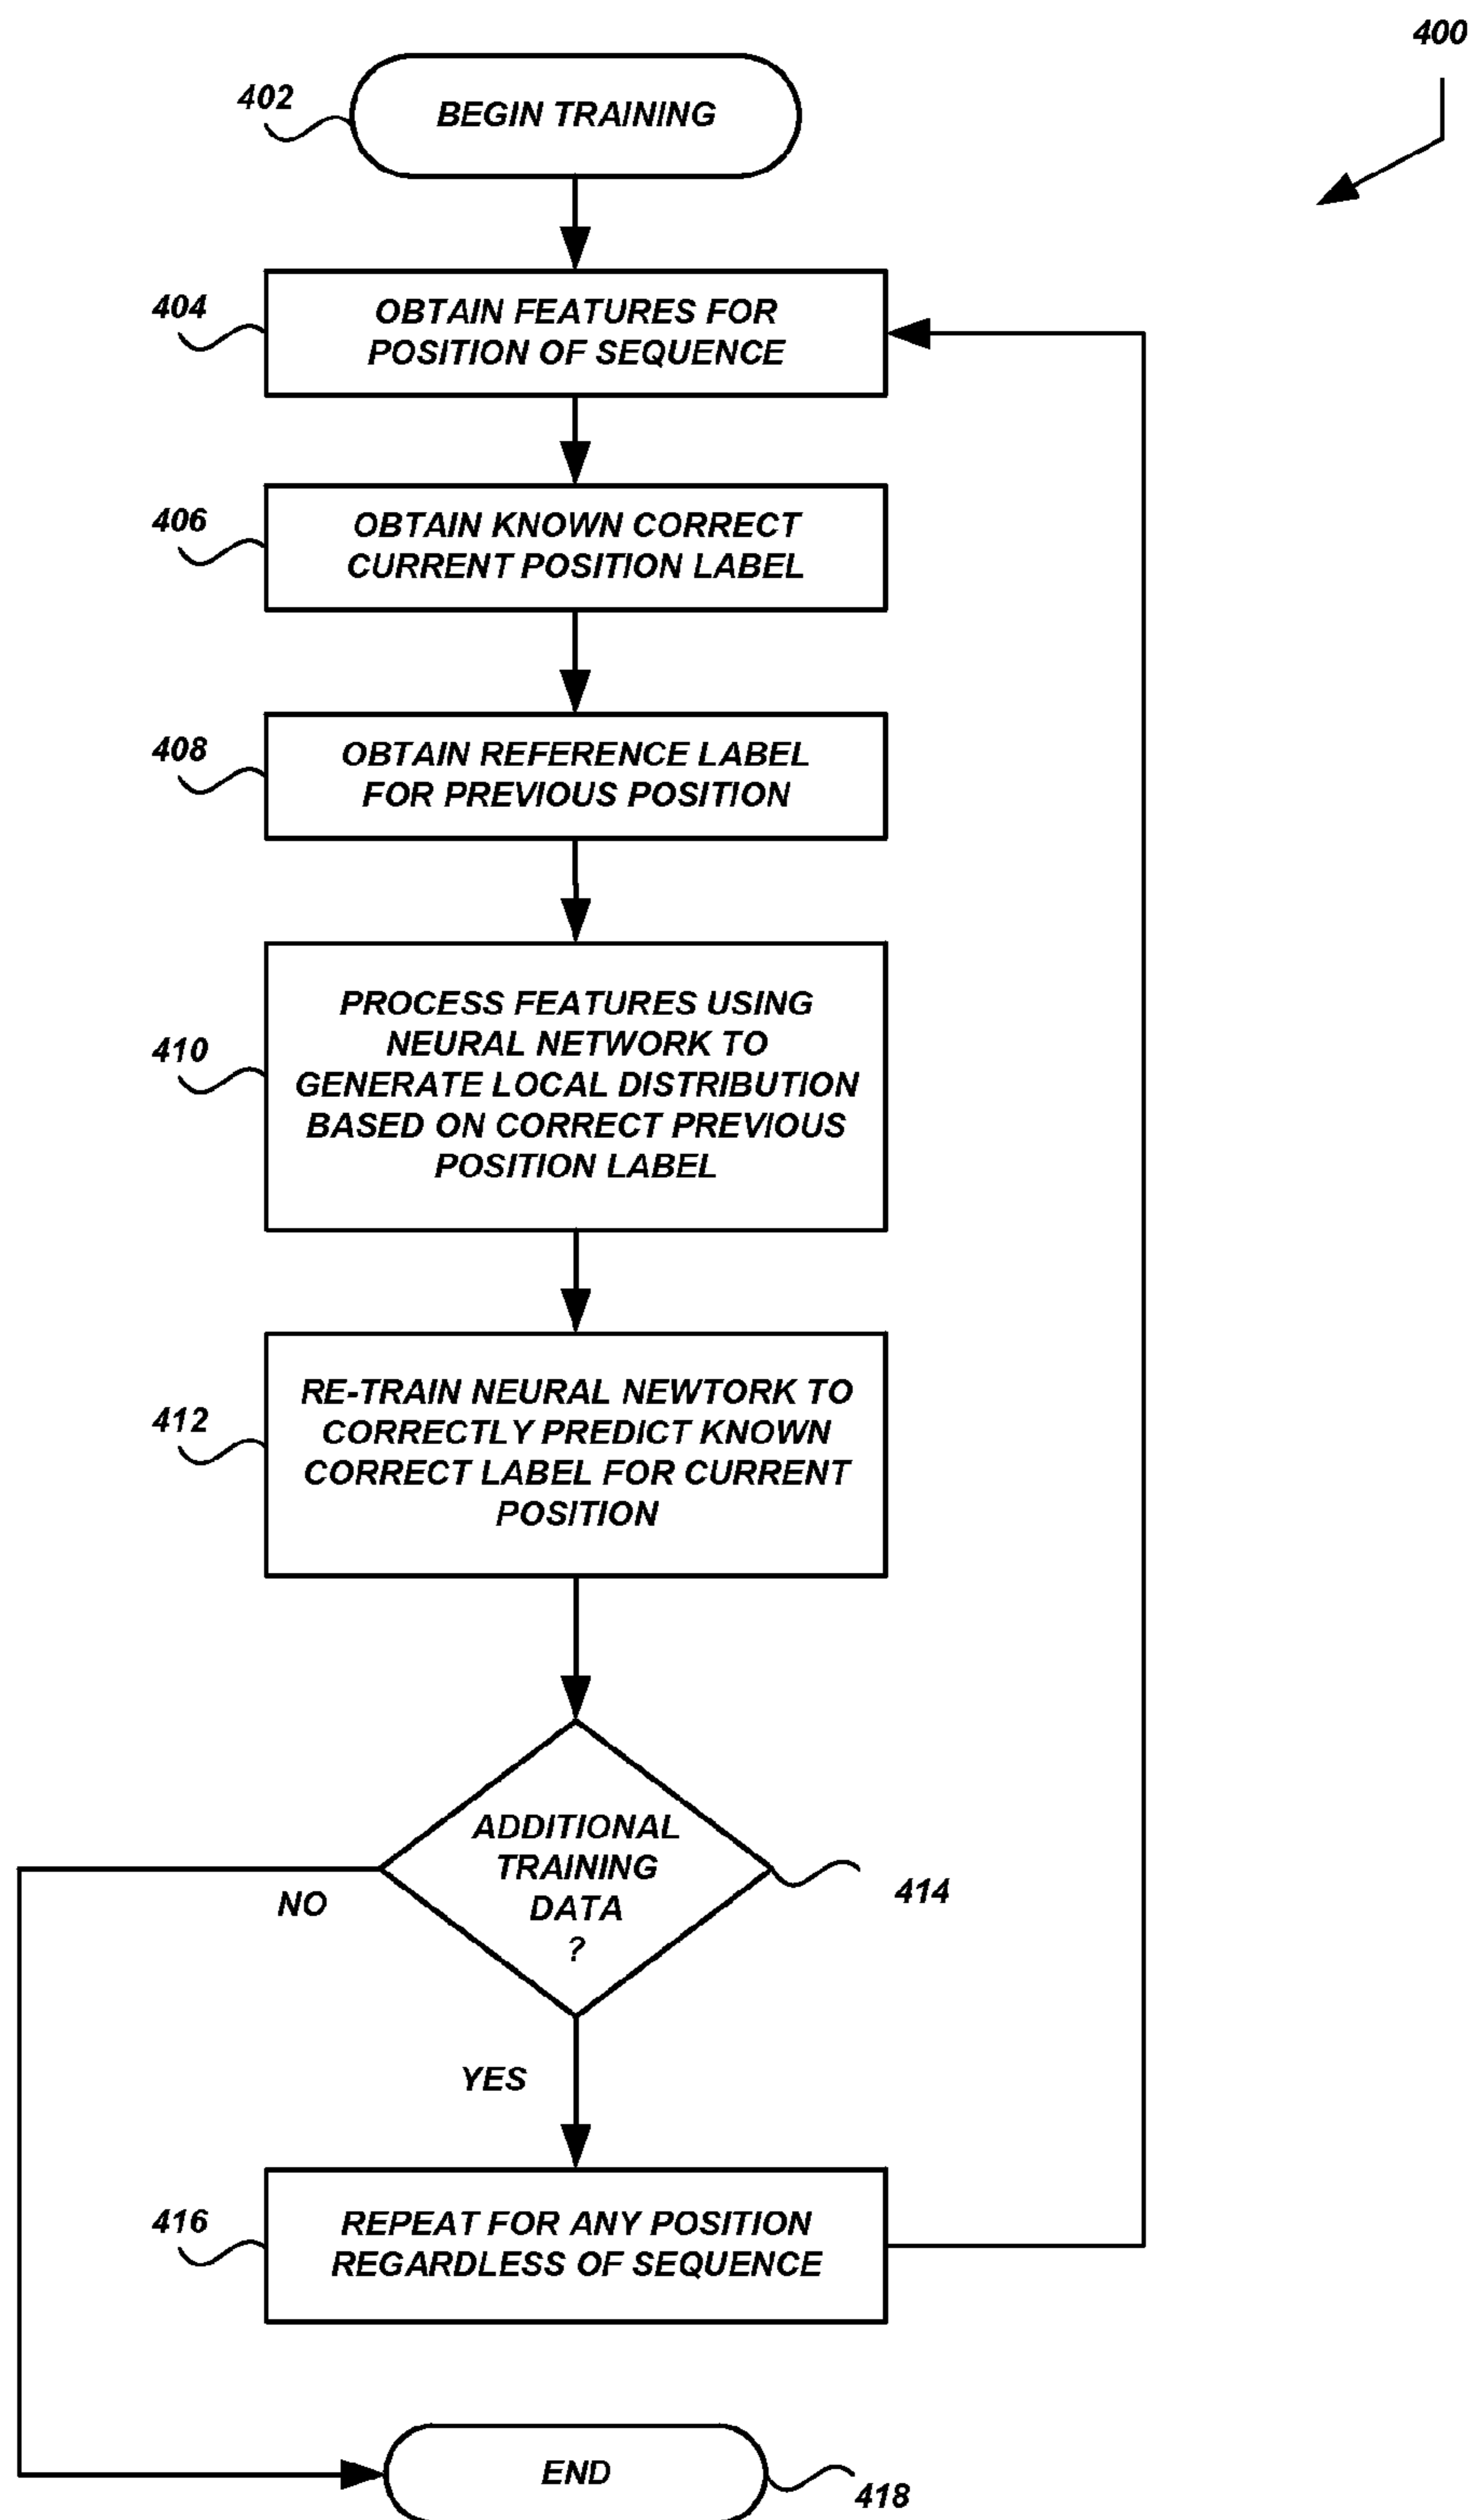 400
402
BEGIN TRAINING
404
OBTAIN FEATURES FOR
POSITION OF SEQUENCE
406
OBTAIN KNOWN CORRECT
CURRENT POSITION LABEL
408
OBTAIN REFERENCE LABEL
FOR PREVIOUS POSITION
410
PROCESS FEATURES USING
NEURAL NETWORK TO
GENERATE LOCAL DISTRIBUTION
BASED ON CORRECT PREVIOUS
POSITION LABEL
412
RE-TRAIN NEURAL NEWTORK TO
CORRECTLY PREDICT KNOWN
CORRECT LABEL FOR CURRENT
POSITION
ADDITIONAL
TRAINING
DATA
?
414
NO
YES
416
REPEAT FOR ANY POSITION
REGARDLESS OF SEQUENCE
END
418